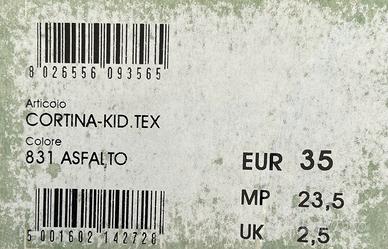 8 026556 093565
Articolo
CORTINA-KID.TEX
Colore
831 ASFALTO
EUR 35
MP 23,5
UK 2,5
5 001602 142728